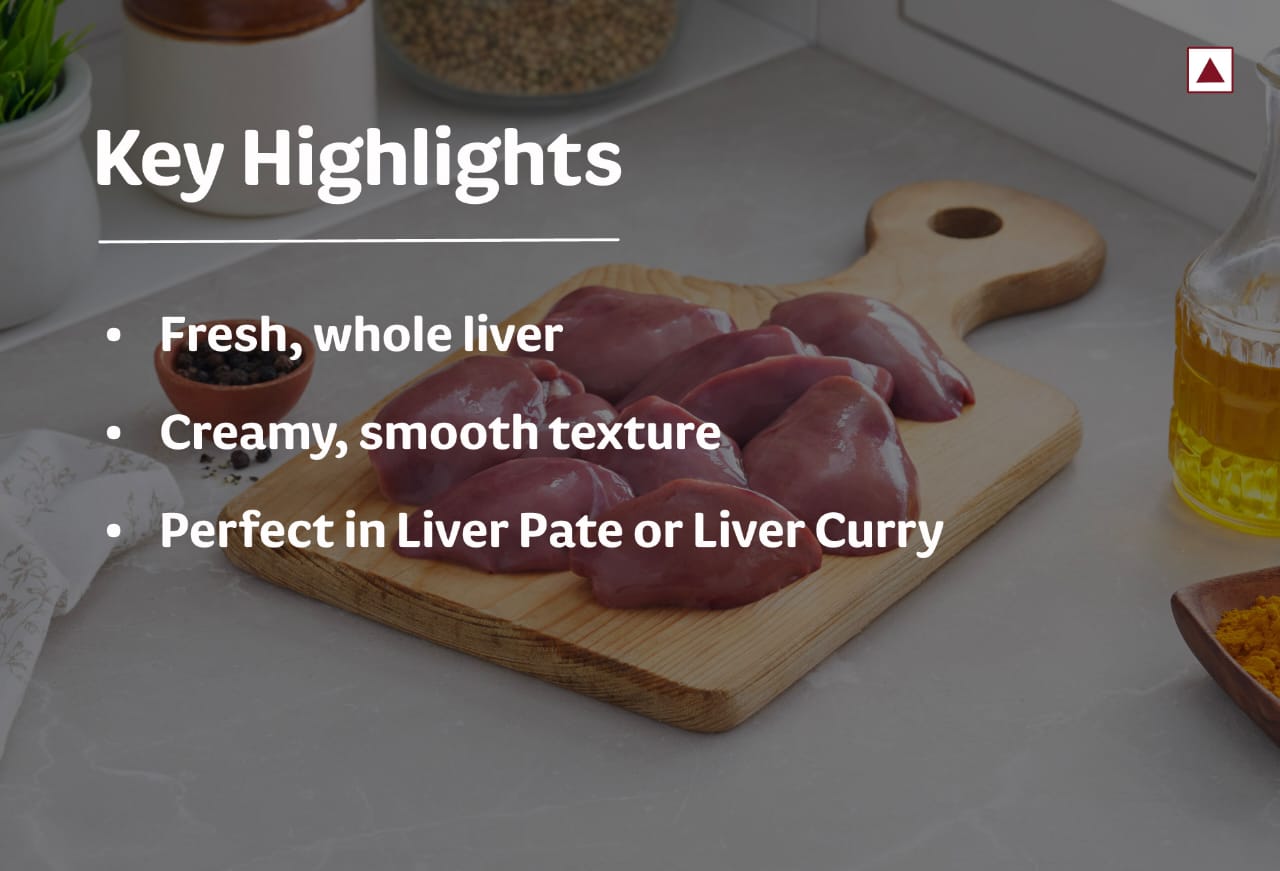 Key Highlights
• Fresh, whole liver
• Creamy, smooth texture
• Perfect in Liver Pate or Liver Curry